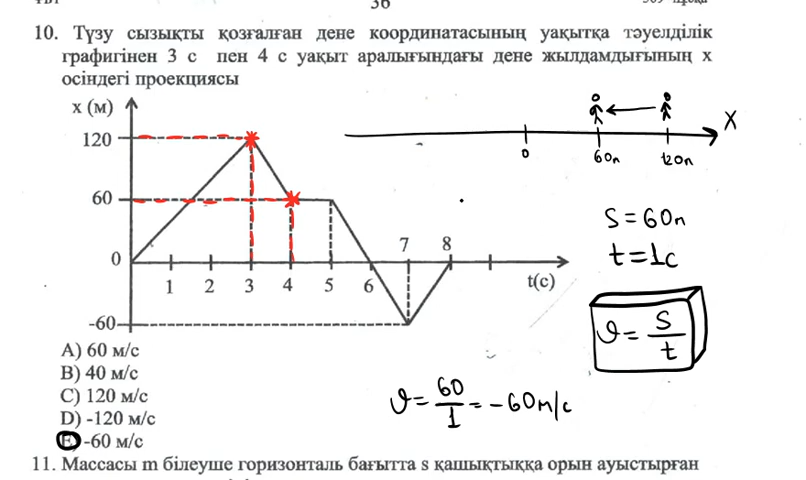 36
10. Түзу сызықты қозғалған дене координатасының уақытқа тәуелділік
графигінен 3 с пен 4 с уақыт аралығындағы дене жылдамдығының х
осіндегі проекциясы
x (м)
120
60
0
-60
1 2 3 4 5 6
7 8
t(c)
X
0 60м 120м
S=60м
t=1с
ϑ=S/t
ϑ=60/1=-60м/с
A) 60 м/с
B) 40 м/с
C) 120 м/с
D) -120 м/с
E) -60 м/с
11. Массасы m білеуше горизонталь бағытта s қашықтыққа орын ауыстырған